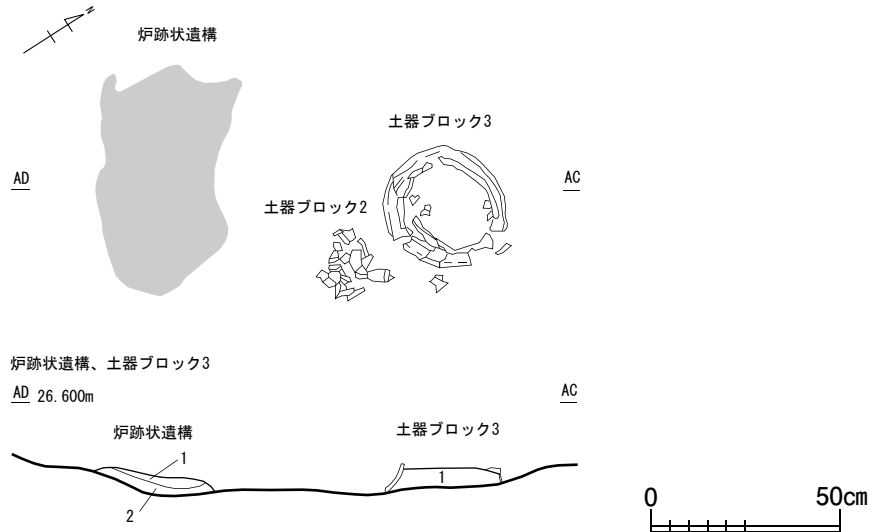 N
炉跡状遺構
土器ブロック3
AD
AC
土器ブロック2
炉跡状遺構、土器ブロック3
AD 26.600m
AC
炉跡状遺構
土器ブロック3
1
1
2
0
50cm